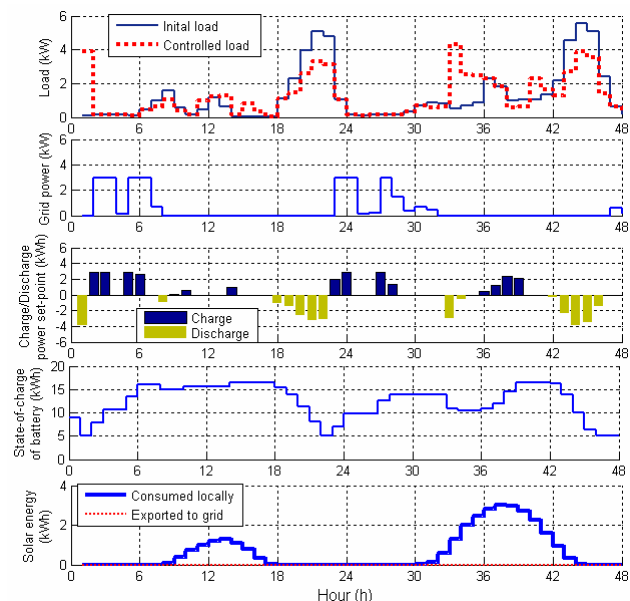 Load (kW)
6
4
2
0
Inital load
Controlled load
0 6 12 18 24 30 36 42 48
Grid power (kW)
6
4
2
0
0 6 12 18 24 30 36 42 48
Charge/Discharge
power set-point (kWh)
6
4
2
0
-2
-4
-6
Charge
Discharge
0 6 12 18 24 30 36 42 48
State-of-charge
of battery (kWh)
20
15
10
5
0
0 6 12 18 24 30 36 42 48
Solar energy
(kWh)
4
2
0
Consumed locally
Exported to grid
0 6 12 18 24 30 36 42 48
Hour (h)